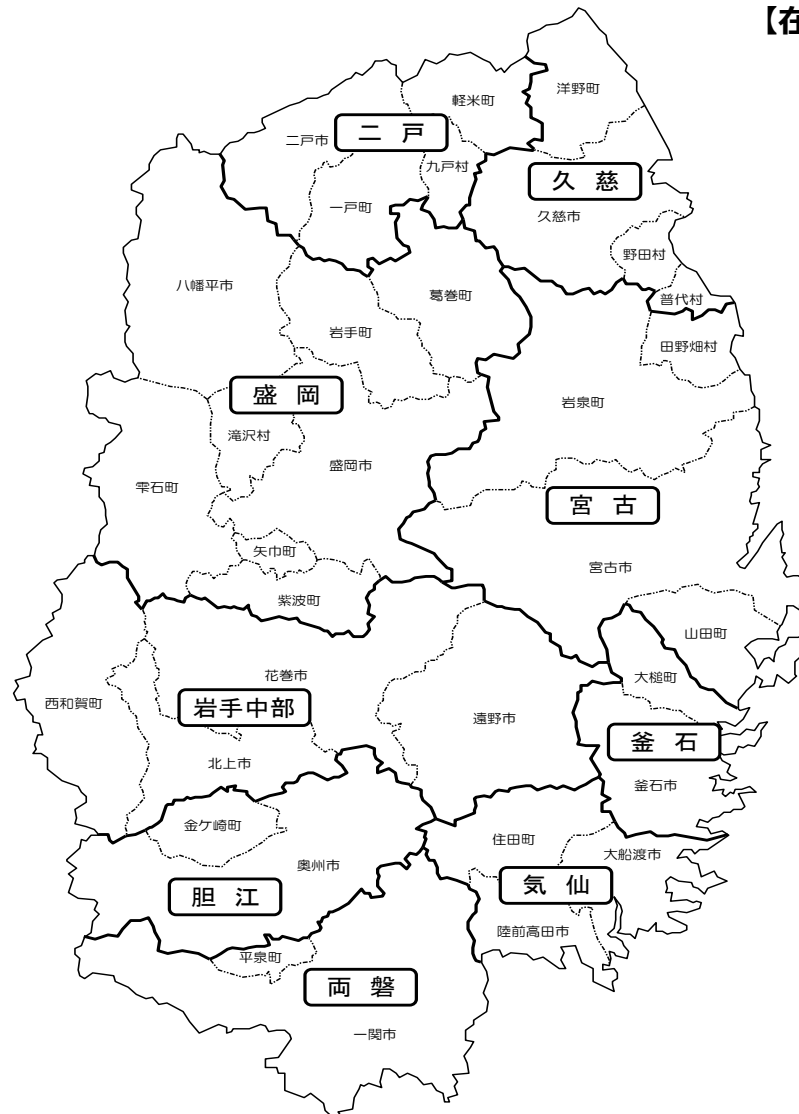 【在
洋野町
軽米町
二戸市
二 戸
九戸村
久 慈
一戸町
久慈市
野田村
八幡平市
葛巻町
普代村
岩手町
田野畑村
盛 岡
岩泉町
滝沢村
盛岡市
雫石町
宮 古
矢巾町
宮古市
紫波町
山田町
大槌町
花巻市
西和賀町
岩手中部
遠野市
釜 石
北上市
釜石市
金ケ崎町
住田町
大船渡市
奥州市
胆 江
気 仙
陸前高田市
平泉町
両 磐
一関市